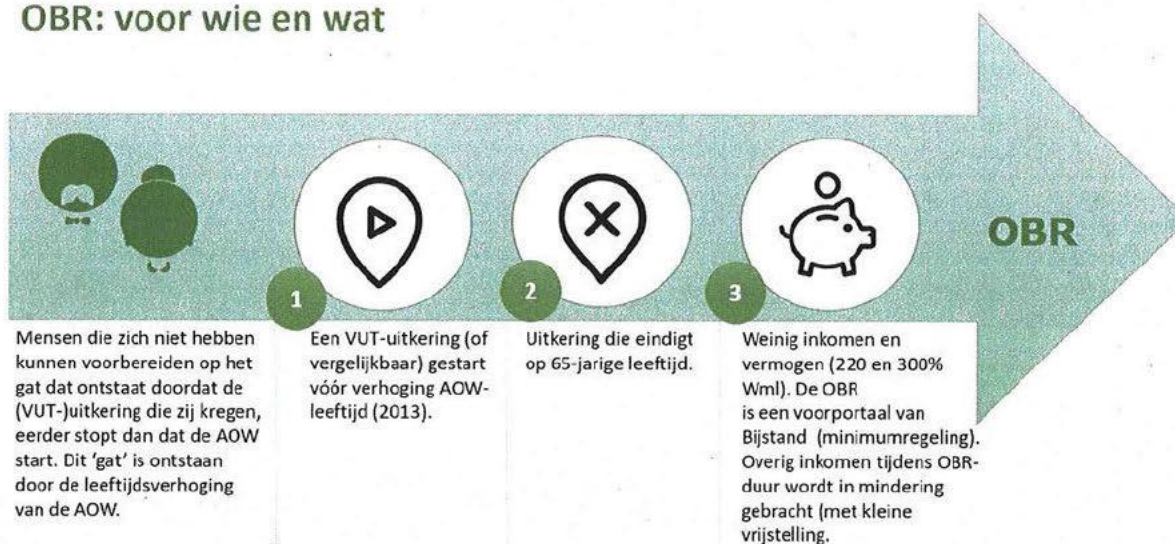 OBR: voor wie en wat
Mensen die zich niet hebben
kunnen voorbereiden op het
gat dat ontstaat doordat de
(VUT-)uitkering die zij kregen,
eerder stopt dan dat de AOW
start. Dit ‘gat’ is ontstaan
door de leeftijdsverhoging
van de AOW.
1
Een VUT-uitkering (of
vergelijkbaar) gestart
vóór verhoging AOW-
leeftijd (2013).
2
Uitkering die eindigt
op 65-jarige leeftijd.
3
Weinig inkomen en
vermogen (220 en 300%
Wml). De OBR
is een voorportaal van
Bijstand (minimumregeling).
Overig inkomen tijdens OBR-
duur wordt in mindering
gebracht (met kleine
vrijstelling.
OBR